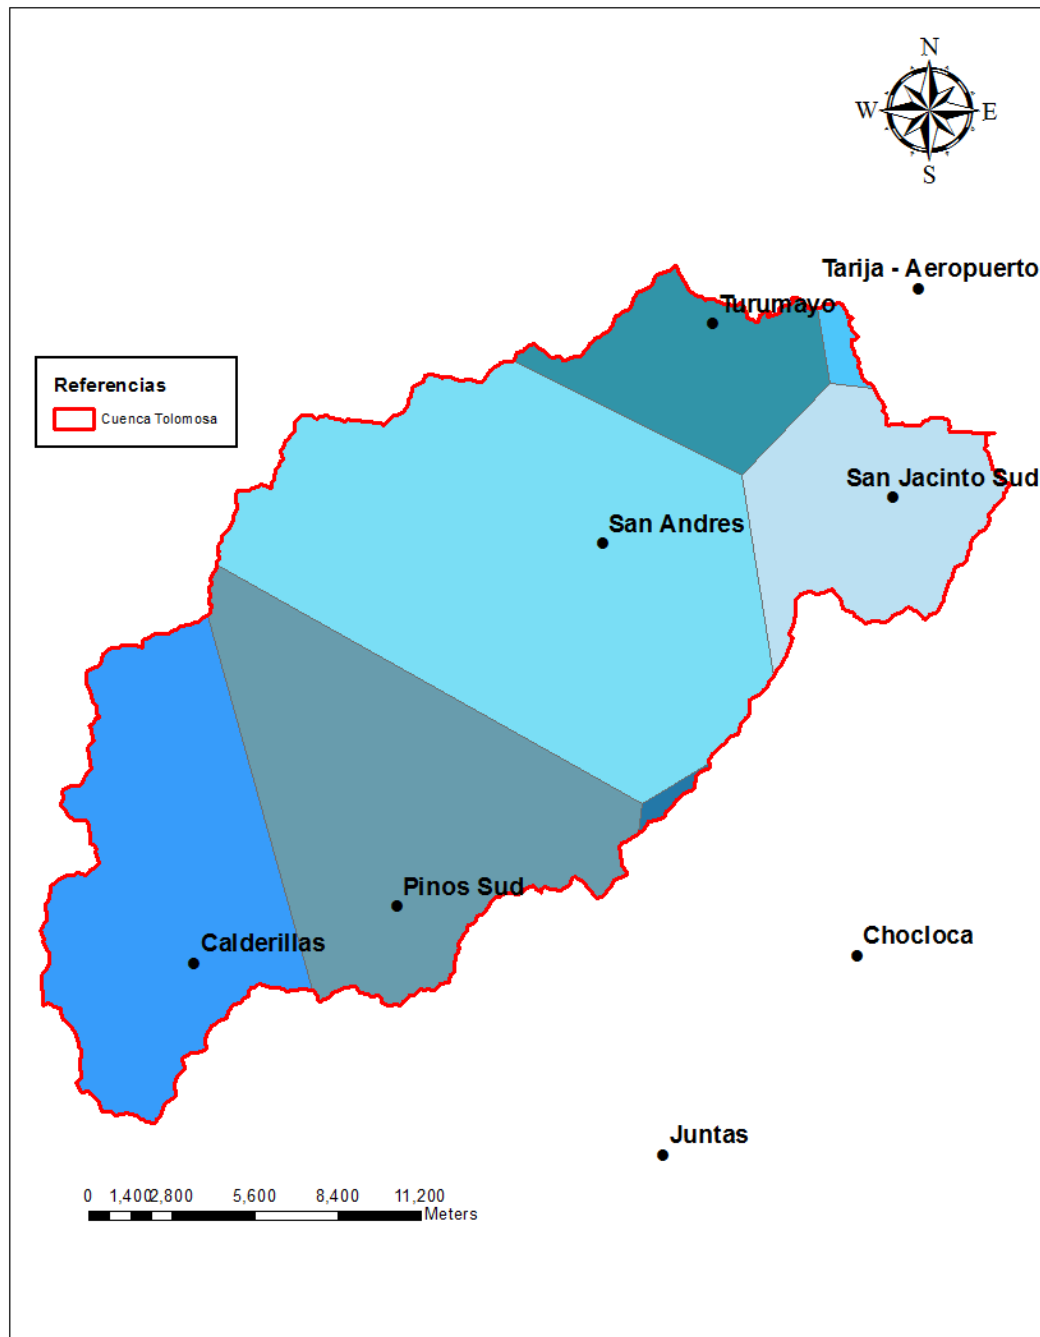 N
W E
S
Tarija - Aeropuerto
Turumayo
Referencias
Cuenca Tolomosa
San Jacinto Sud
San Andres
Pinos Sud
Calderillas
Chocloca
Juntas
0 1,400 2,800 5,600 8,400 11,200
Meters